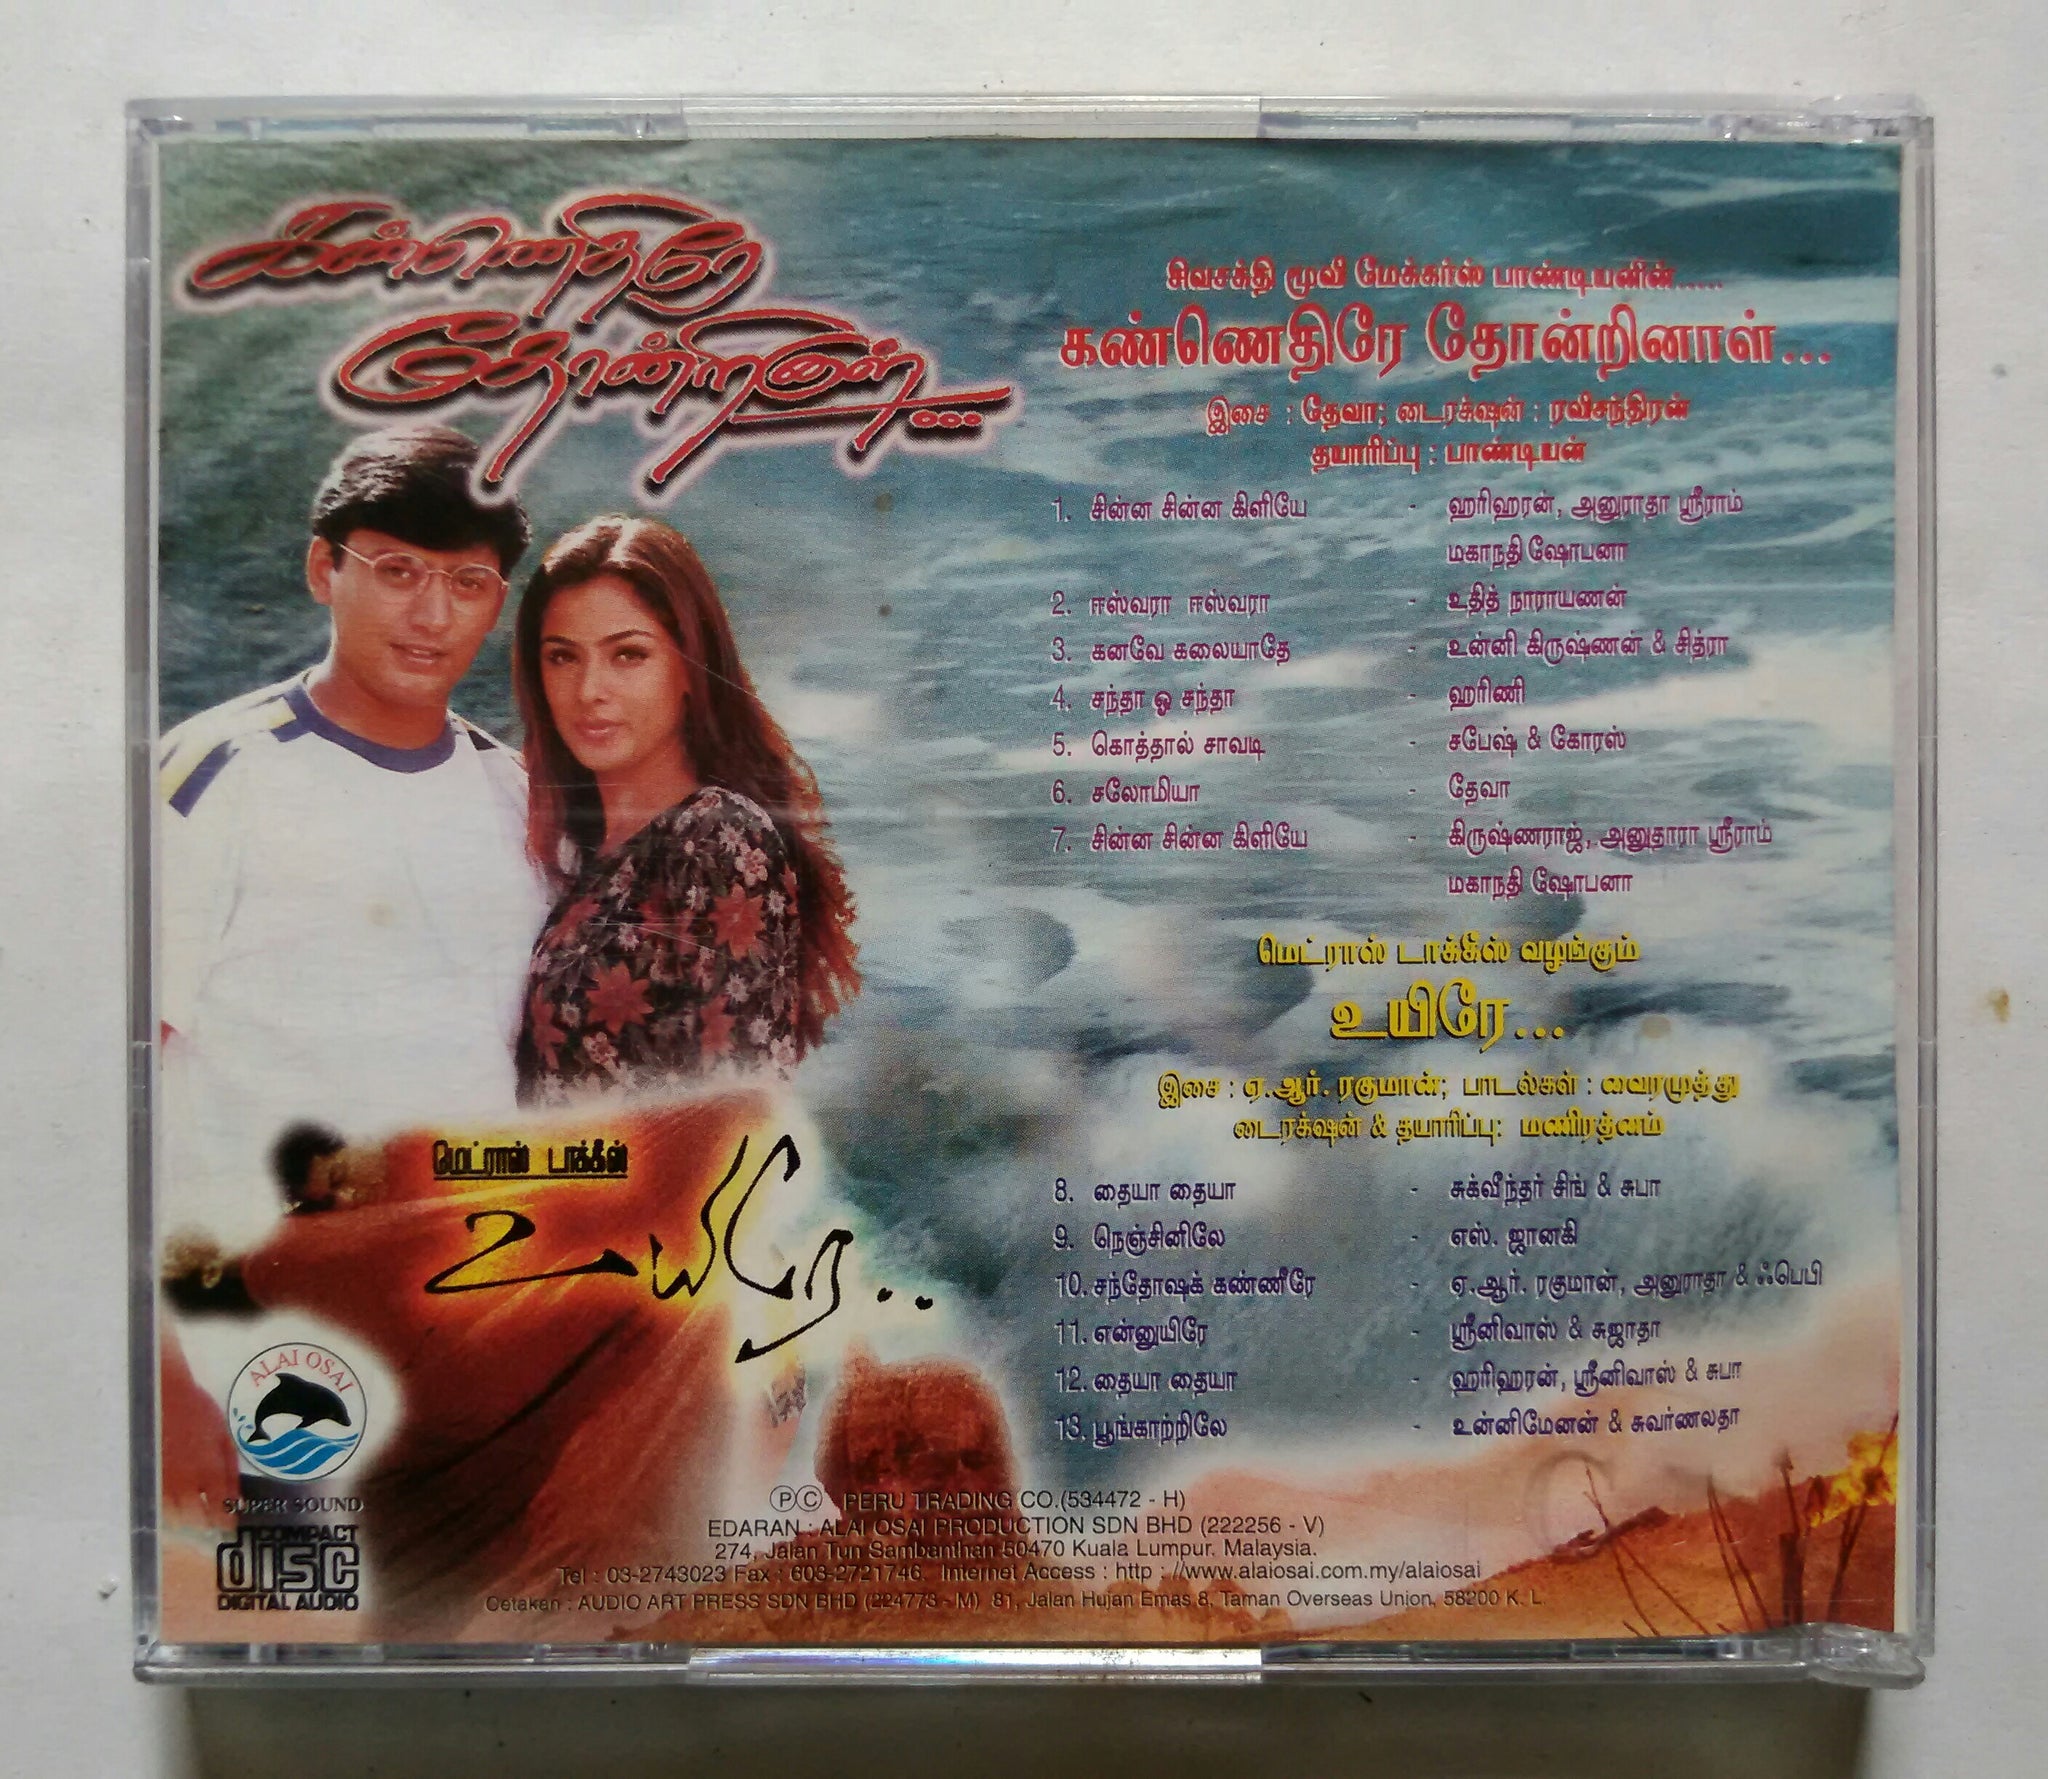 கண்ணெதிரே
தோன்றினாள்...
சிவசக்தி மூவி மேக்கர்ஸ் பாண்டியனின்......
கண்ணெதிரே தோன்றினாள்...
இசை : தேவா; டைரக்ஷன் : ரவிசந்திரன்
தயாரிப்பு : பாண்டியன்
1. சின்ன சின்ன கிளியே - ஹரிஹரன், அனுராதா ஸ்ரீராம்
மகாநதி ஷோபனா
2. ஈஸ்வரா ஈஸ்வரா - உதித் நாராயணன்
3. கனவே கலையாதே - உன்னி கிருஷ்ணன் & சித்ரா
4. சந்தா ஓ சந்தா - ஹரிணி
5. கொத்தால் சாவடி - சபேஷ் & கோரஸ்
6. சலோமியா - தேவா
7. சின்ன சின்ன கிளியே - கிருஷ்ணராஜ், அனுதாரா ஸ்ரீராம்
மகாநதி ஷோபனா
மெட்ராஸ் டாக்கீஸ் வழங்கும்
உயிரே...
இசை : ஏ.ஆர். ரகுமான்; பாடல்கள் : வைரமுத்து
டைரக்ஷன் & தயாரிப்பு: மணிரத்னம்
8. தையா தையா - சுக்வீந்தர் சிங் & சுபா
9. நெஞ்சினிலே - எஸ். ஜானகி
10. சந்தோஷக் கண்ணீரே - ஏ.ஆர். ரகுமான், அனுராதா & ஃபெபி
11. என்னுயிரே - ஸ்ரீனிவாஸ் & சுஜாதா
12. தையா தையா - ஹரிஹரன், ஸ்ரீனிவாஸ் & சுபா
13. பூங்காற்றிலே - உன்னிமேனன் & சுவர்ணலதா
மெட்ராஸ் டாக்கீஸ்
உயிரே..
ALAI OSAI
SUPER SOUND
COMPACT
disc
DIGITAL AUDIO
Ⓟ Ⓒ PERU TRADING CO.(534472 - H)
EDARAN : ALAI OSAI PRODUCTION SDN BHD (222256 - V)
274, Jalan Tun Sambanthan 50470 Kuala Lumpur. Malaysia.
Tel : 03-2743023 Fax : 603-2721746. Internet Access : http : //www.alaiosai.com.my/alaiosai
Cetakan : AUDIO ART PRESS SDN BHD (224773 - M) 81, Jalan Hujan Emas 8, Taman Overseas Union, 58200 K. L.